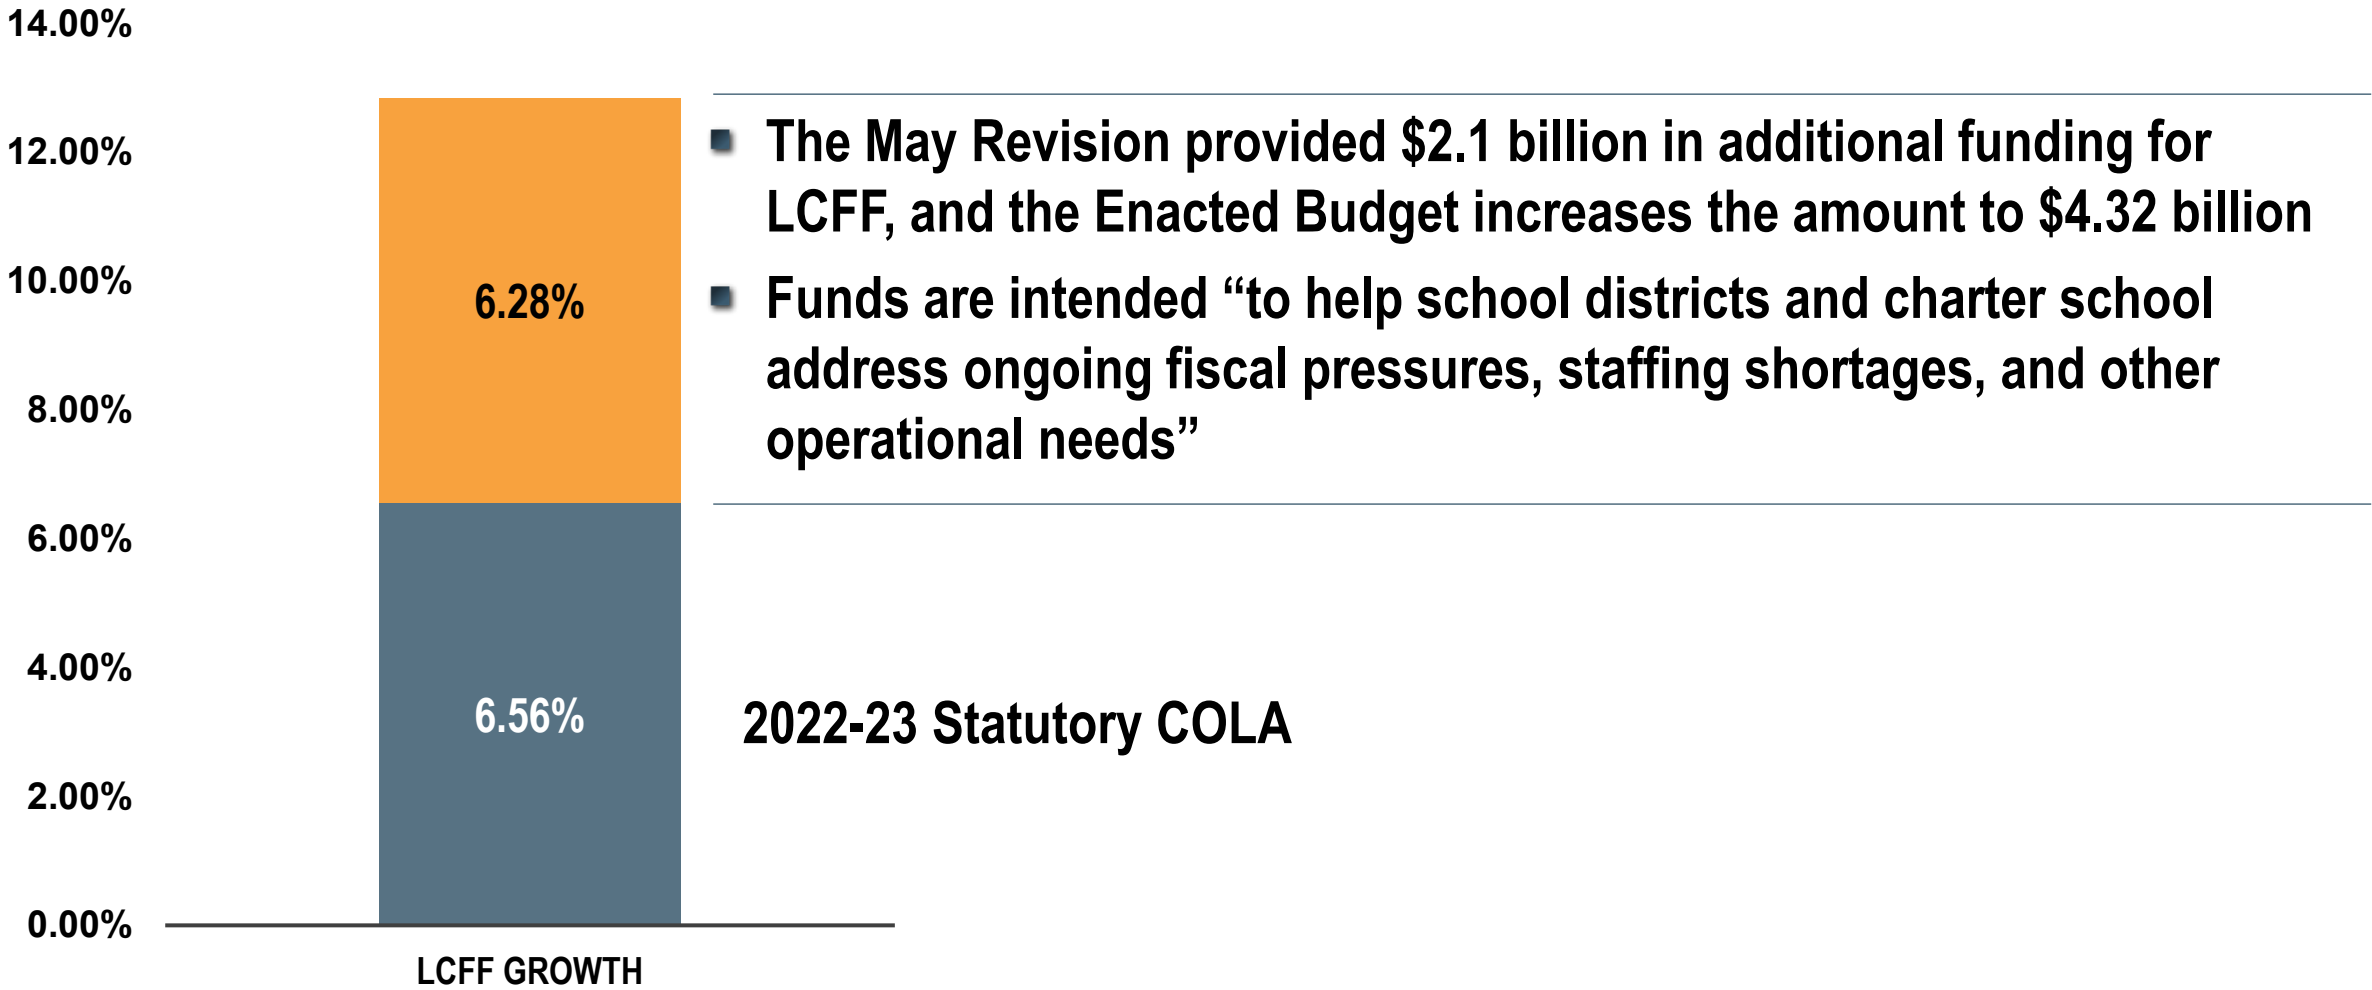 14.00%
12.00%
10.00%
8.00%
6.00%
4.00%
2.00%
0.00%
6.28%
6.56%
LCFF GROWTH
▪ The May Revision provided $2.1 billion in additional funding for
LCFF, and the Enacted Budget increases the amount to $4.32 billion
▪ Funds are intended “to help school districts and charter school
address ongoing fiscal pressures, staffing shortages, and other
operational needs”
2022-23 Statutory COLA